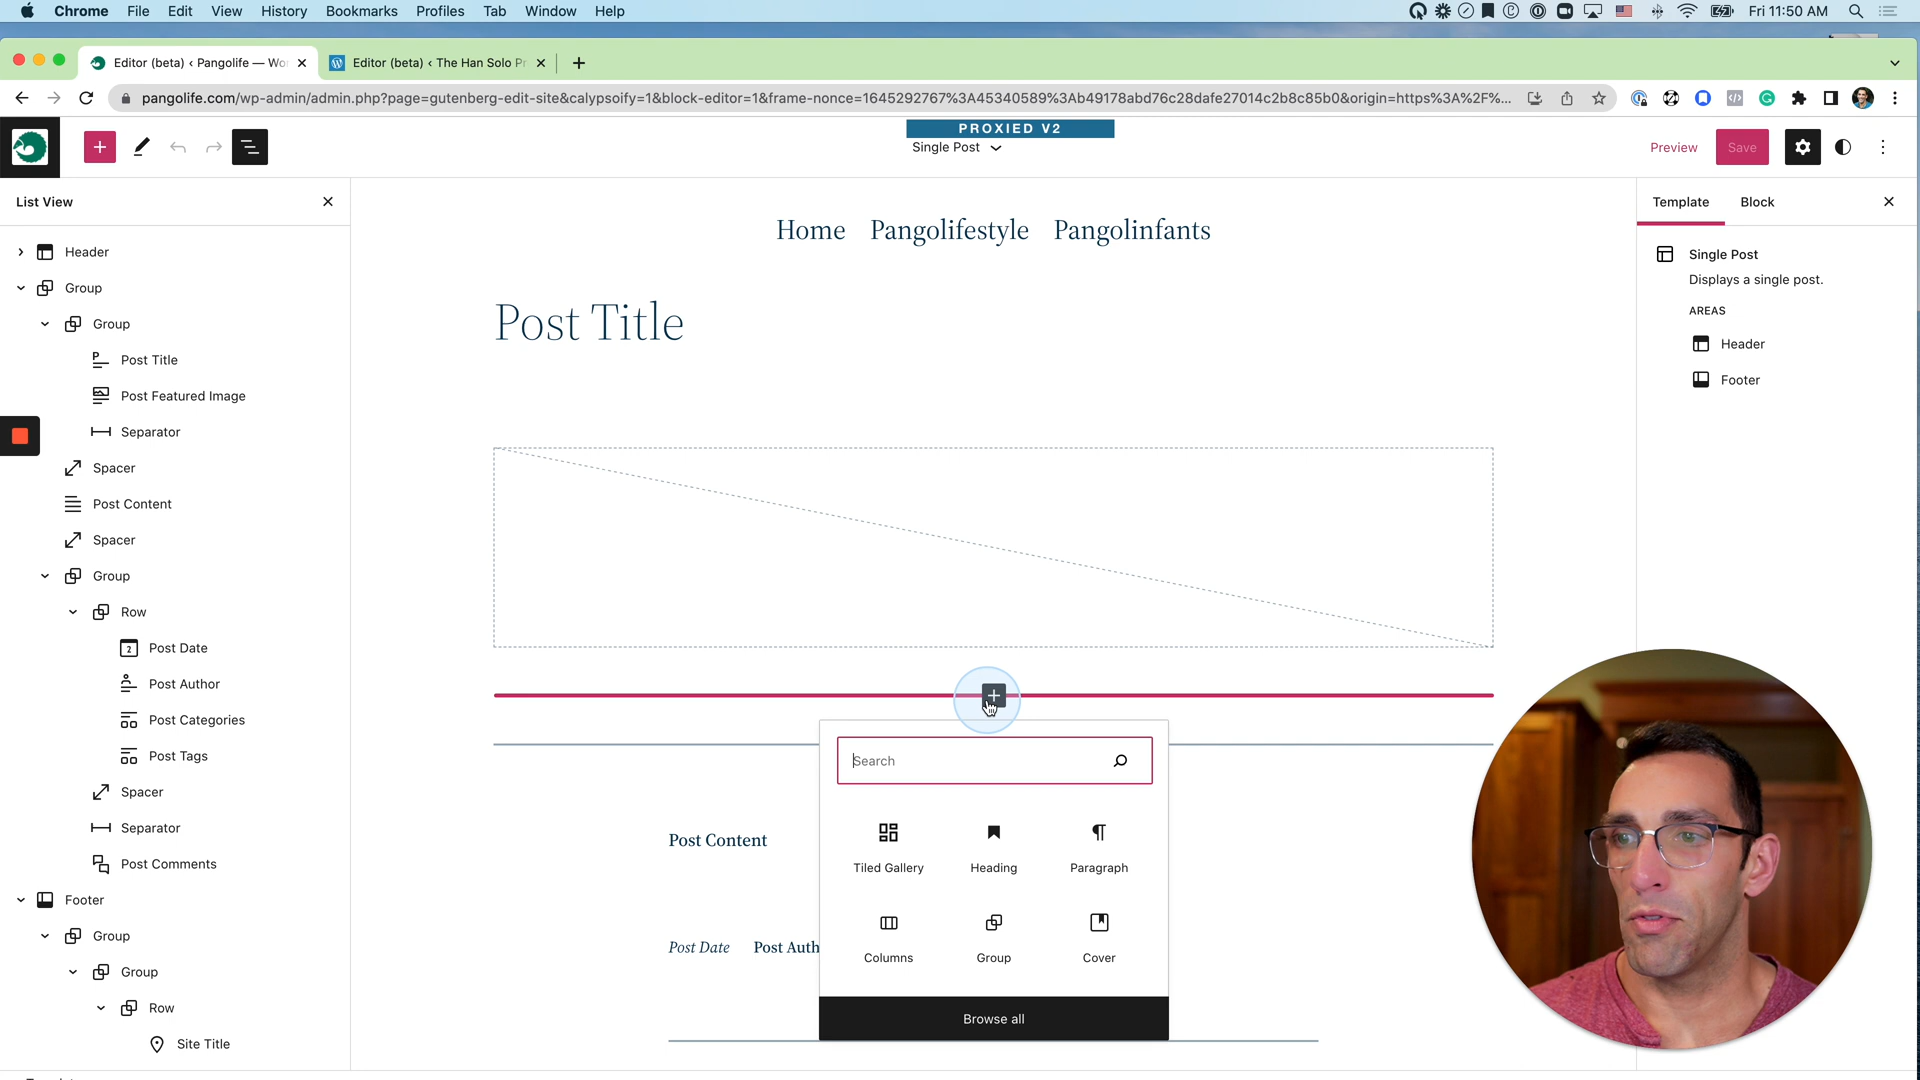 Chrome File Edit View History Bookmarks Profiles Tab Window Help
Fri 11:50 AM
Editor (beta) ‹ Pangolife — Wo
Editor (beta) ‹ The Han Solo Pr
pangolife.com/wp-admin/admin.php?page=gutenberg-edit-site&calypsoify=1&block-editor=1&frame-nonce=1645292767%3A45340589%3Ab49178abd76c28dafe27014c2b8c85b0&origin=https%3A%2F%...
PROXIED V2
Single Post
Preview
Save
List View
Header
Group
Group
Post Title
Post Featured Image
Separator
Spacer
Post Content
Spacer
Group
Row
Post Date
Post Author
Post Categories
Post Tags
Spacer
Separator
Post Comments
Footer
Group
Group
Row
Site Title
Home Pangolifestyle Pangolinfants
Post Title
Search
Tiled Gallery
Heading
Paragraph
Columns
Group
Cover
Browse all
Post Content
Post Date Post Auth
Template
Block
Single Post
Displays a single post.
AREAS
Header
Footer